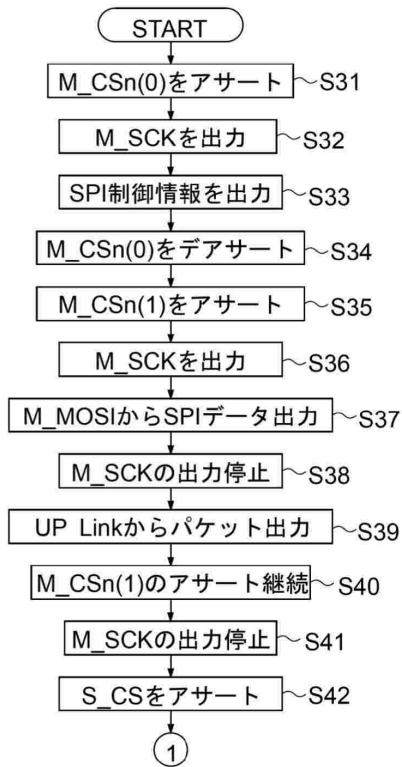 START
M_CSn(0)をアサート S31
M_SCKを出力 S32
SPI制御情報を出力 S33
M_CSn(0)をデアサート S34
M_CSn(1)をアサート S35
M_SCKを出力 S36
M_MOSIからSPIデータ出力 S37
M_SCKの出力停止 S38
UP Linkからパケット出力 S39
M_CSn(1)のアサート継続 S40
M_SCKの出力停止 S41
S_CSをアサート S42
1